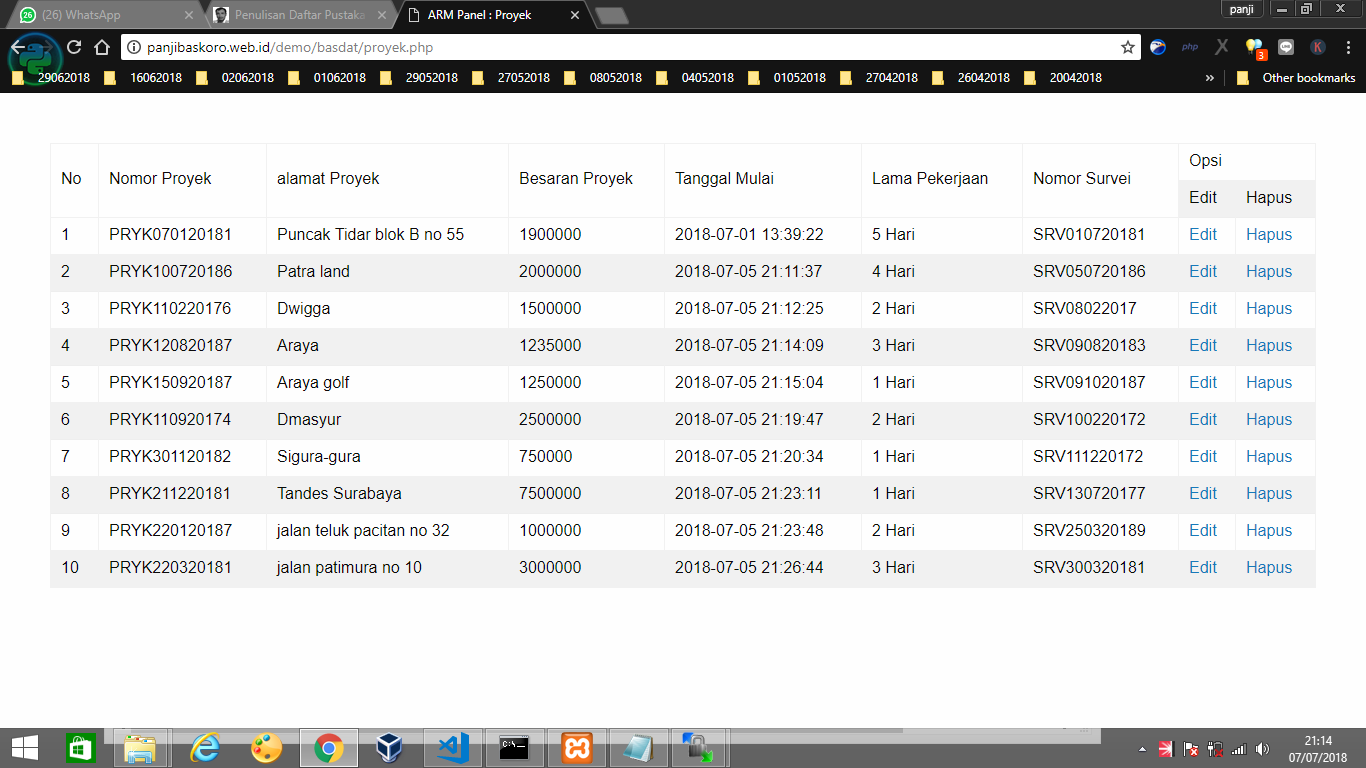 (26) WhatsApp
Penulisan Daftar Pustaka
ARM Panel : Proyek
panji
panjibaskoro.web.id/demo/basdat/proyek.php
php
3
K
29062018 16062018 02062018 01062018 29052018 27052018 08052018 04052018 01052018 27042018 26042018 20042018 » Other bookmarks
No Nomor Proyek alamat Proyek Besaran Proyek Tanggal Mulai Lama Pekerjaan Nomor Survei Opsi
Edit Hapus
1 PRYK070120181 Puncak Tidar blok B no 55 1900000 2018-07-01 13:39:22 5 Hari SRV010720181 Edit Hapus
2 PRYK100720186 Patra land 2000000 2018-07-05 21:11:37 4 Hari SRV050720186 Edit Hapus
3 PRYK110220176 Dwigga 1500000 2018-07-05 21:12:25 2 Hari SRV08022017 Edit Hapus
4 PRYK120820187 Araya 1235000 2018-07-05 21:14:09 3 Hari SRV090820183 Edit Hapus
5 PRYK150920187 Araya golf 1250000 2018-07-05 21:15:04 1 Hari SRV091020187 Edit Hapus
6 PRYK110920174 Dmasyur 2500000 2018-07-05 21:19:47 2 Hari SRV100220172 Edit Hapus
7 PRYK301120182 Sigura-gura 750000 2018-07-05 21:20:34 1 Hari SRV111220172 Edit Hapus
8 PRYK211220181 Tandes Surabaya 7500000 2018-07-05 21:23:11 1 Hari SRV130720177 Edit Hapus
9 PRYK220120187 jalan teluk pacitan no 32 1000000 2018-07-05 21:23:48 2 Hari SRV250320189 Edit Hapus
10 PRYK220320181 jalan patimura no 10 3000000 2018-07-05 21:26:44 3 Hari SRV300320181 Edit Hapus
21:14
07/07/2018